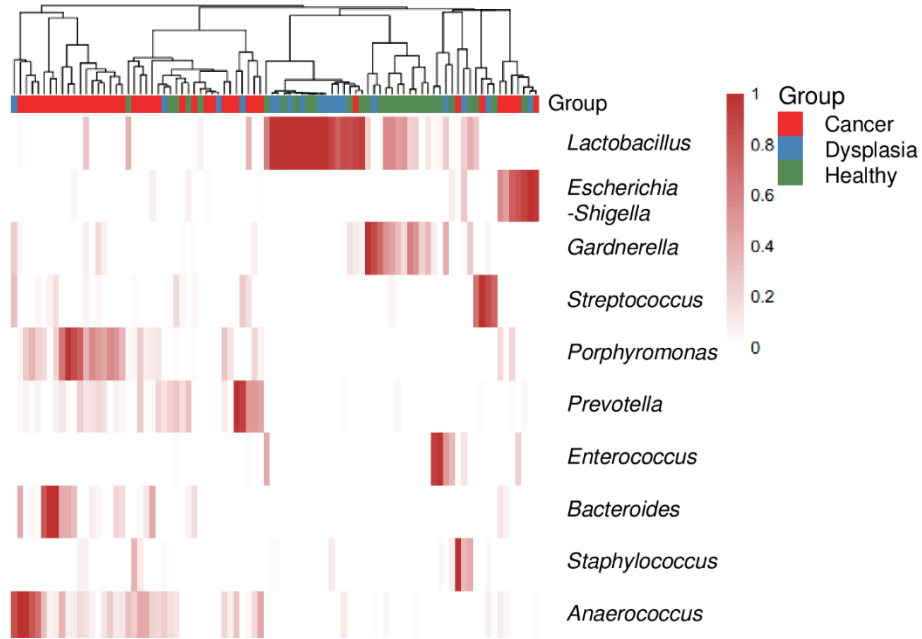 Group
Lactobacillus
Escherichia
-Shigella
Gardnerella
Streptococcus
Porphyromonas
Prevotella
Enterococcus
Bacteroides
Staphylococcus
Anaerococcus
1
0.8
0.6
0.4
0.2
0
Group
Cancer
Dysplasia
Healthy